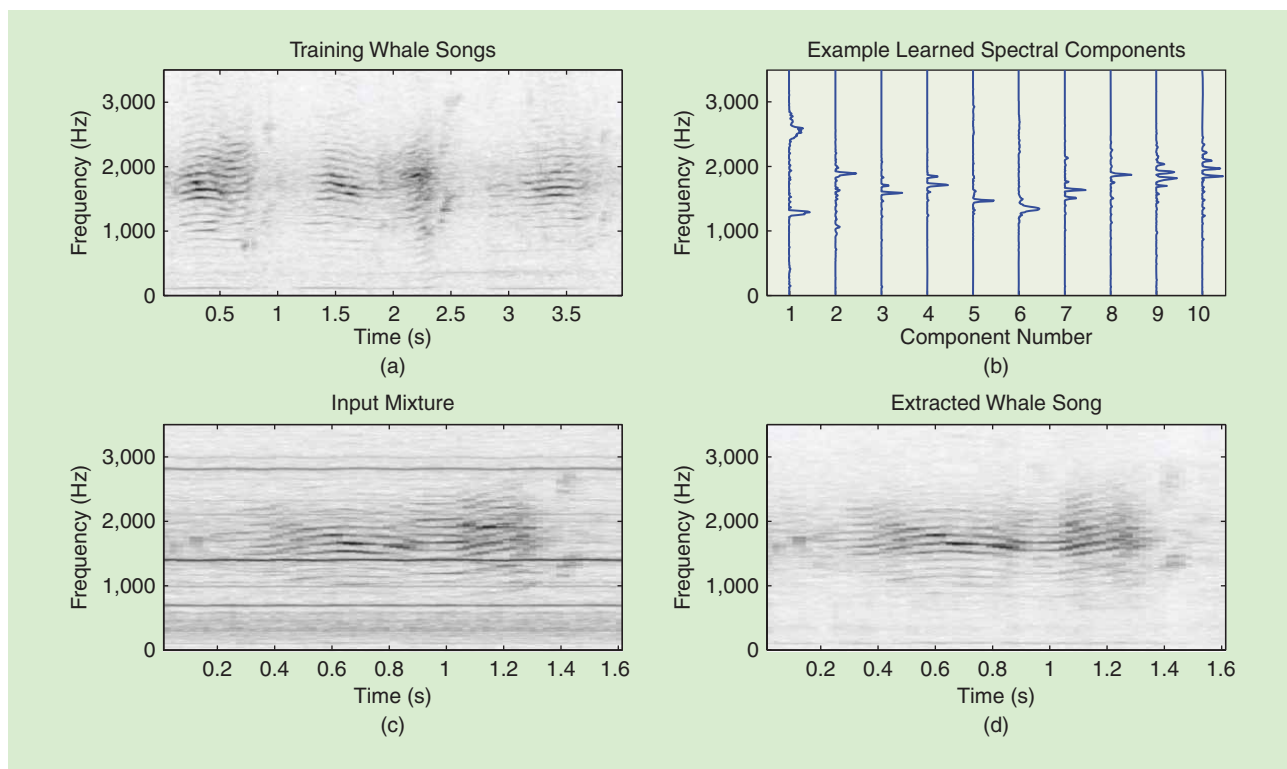 Training Whale Songs
Frequency (Hz)
3,000
2,000
1,000
0
0.5 1 1.5 2 2.5 3 3.5
Time (s)
(a)
Example Learned Spectral Components
Frequency (Hz)
3,000
2,000
1,000
0
1 2 3 4 5 6 7 8 9 10
Component Number
(b)
Input Mixture
Frequency (Hz)
3,000
2,000
1,000
0
0.2 0.4 0.6 0.8 1 1.2 1.4 1.6
Time (s)
(c)
Extracted Whale Song
Frequency (Hz)
3,000
2,000
1,000
0
0.2 0.4 0.6 0.8 1 1.2 1.4 1.6
Time (s)
(d)